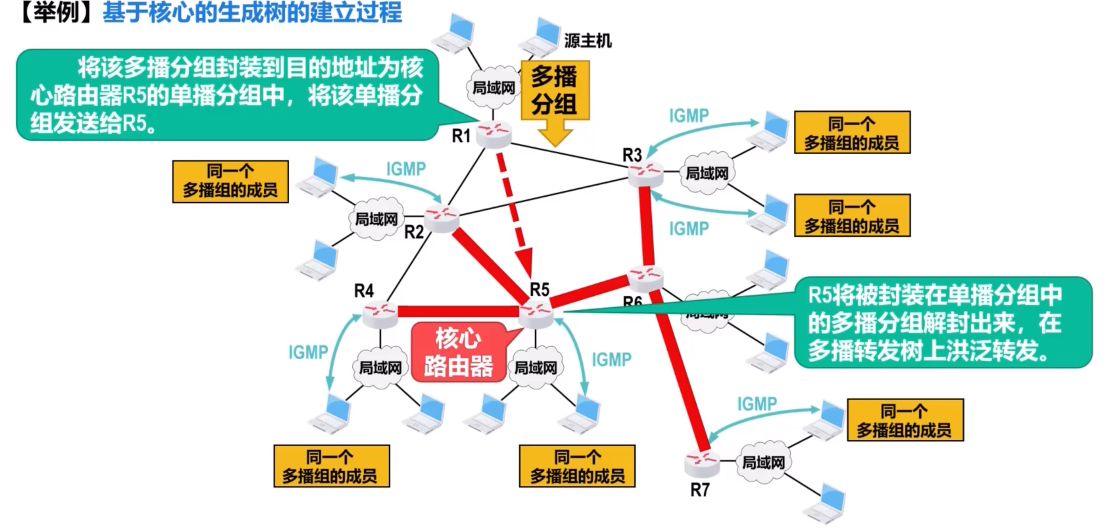 【举例】基于核心的生成树的建立过程
源主机
将该多播分组封装到目的地址为核
心路由器R5的单播分组中，将该单播分
组发送给R5。
局域网
多播
分组
R1
IGMP
同一个
多播组的成员
R3
局域网
同一个
多播组的成员
IGMP
局域网
R2
同一个
多播组的成员
IGMP
R4
R5
R6
局域网
R5将被封装在单播分组中
的多播分组解封出来，在
多播转发树上洪泛转发。
核心
路由器
IGMP
局域网
局域网
IGMP
IGMP
同一个
多播组的成员
同一个
多播组的成员
同一个
多播组的成员
局域网
R7